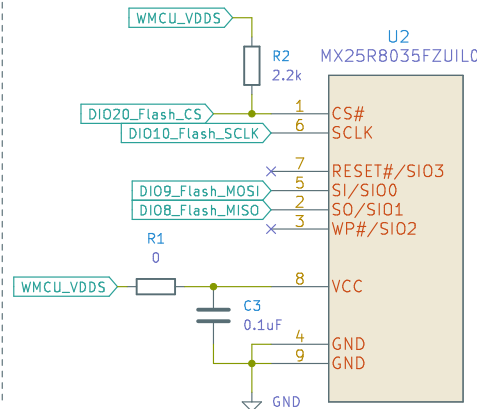 WMCU_VDDS
U2
MX25R8035FZUIL0
R2
2.2k
DIO20_Flash_CS
1
CS#
DIO10_Flash_SCLK
6
SCLK
7
RESET#/SIO3
DIO9_Flash_MOSI
5
SI/SIO0
DIO8_Flash_MISO
2
SO/SIO1
3
WP#/SIO2
R1
0
WMCU_VDDS
8
VCC
C3
0.1uF
4
GND
9
GND
GND